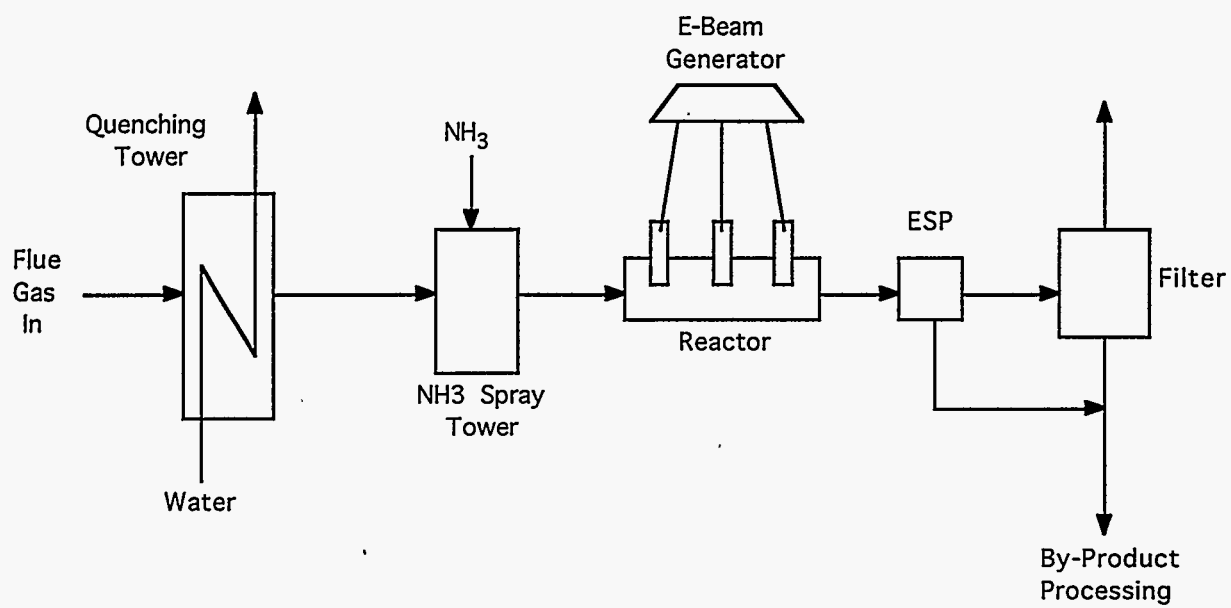 E-Beam
Generator
Quenching
Tower
NH₃
ESP
Flue
Gas
In
Filter
Reactor
NH3 Spray
Tower
Water
By-Product
Processing